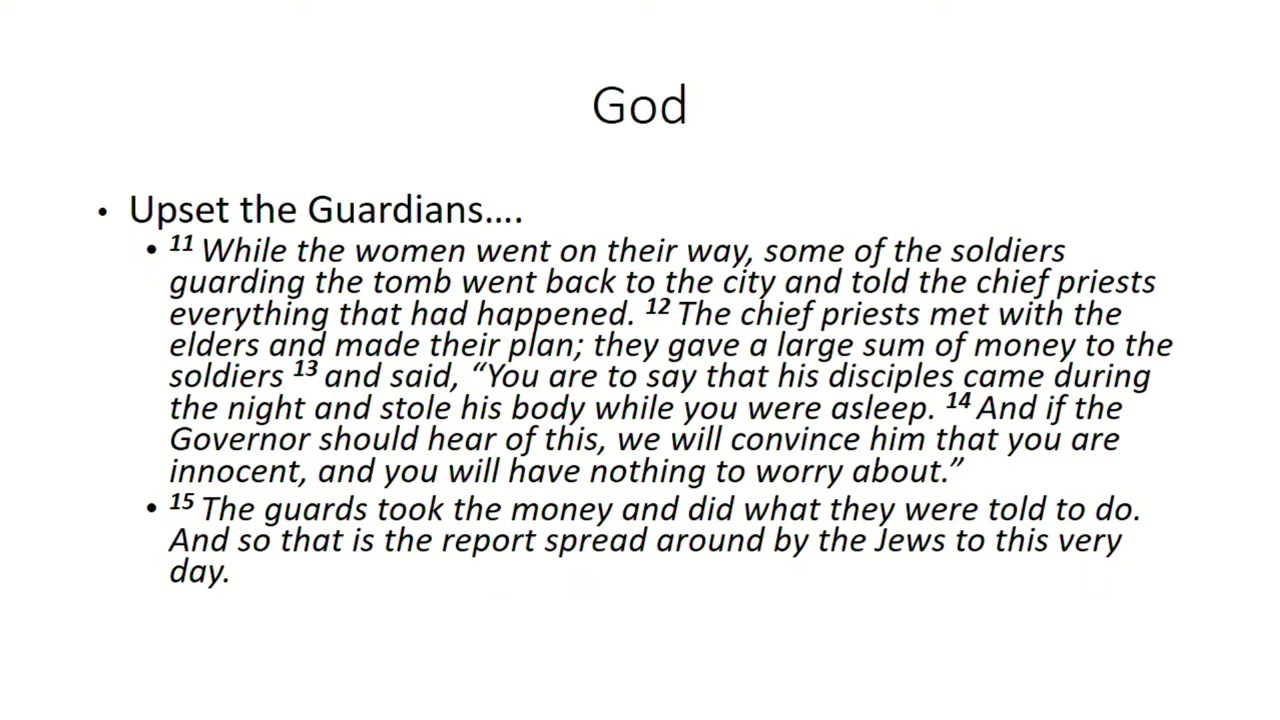 God
• Upset the Guardians….
• 11 While the women went on their way, some of the soldiers
guarding the tomb went back to the city and told the chief priests
everything that had happened. 12 The chief priests met with the
elders and made their plan; they gave a large sum of money to the
soldiers 13 and said, “You are to say that his disciples came during
the night and stole his body while you were asleep. 14 And if the
Governor should hear of this, we will convince him that you are
innocent, and you will have nothing to worry about.”
• 15 The guards took the money and did what they were told to do.
And so that is the report spread around by the Jews to this very
day.